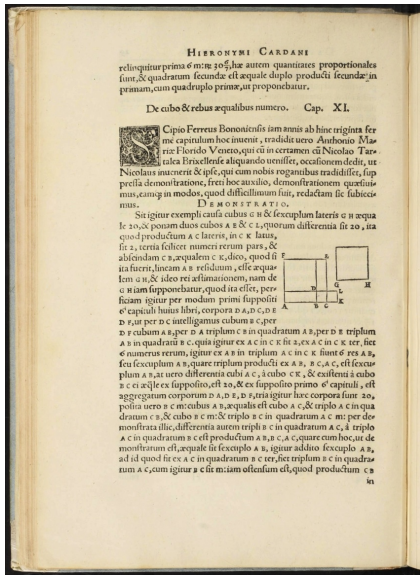 HIERONYMI CARDANI
relinquitur prima 6 m: ℞ 30 6/7, hæ autem quantitates proportionales
sunt, & quadratum secundæ est æquale duplo producti secundæ in
primam, cum quadruplo primæ, ut proponebatur.
De cubo & rebus æqualibus numero. Cap. XI.
SCipio Ferreus Bononiensis iam annis ab hinc triginta fer
me capitulum hoc inuenit, tradidit uero Anthonio Ma-
riæ Florido Veneto, qui cū in certamen cū Nicolao Tar-
talea Brixellense aliquando uenisset, occasionem dedit, ut
Nicolaus inuenerit & ipse, qui cum nobis rogantibus tradidisset, sup
pressa demonstratione, freti hoc auxilio, demonstrationem quæsiui-
mus, eamq; in modos, quod difficillimum fuit, redactam sic subieci-
mus.
DEMONSTRATIO.
Sit igitur exempli causa cubus G H & sexcuplum lateris G H æqua
le 20, & ponam duos cubos A E & C L, quorum differentia sit 20, ita
quod productum A C lateris, in C K latus,
sit 2, tertia scilicet numeri rerum pars, &
abscindam C B, æqualem C K, dico, quod si
ita fuerit, lineam A B residuum, esse æqua-
lem G H, & ideo rei æstimationem, nam de
G H iam supponebatur, quod ita esset, per-
ficiam igitur per modum primi suppositi
6ⁱ capituli huius libri, corpora D A, D C, D E
D F, ut per D C intelligamus cubum B C, per
D F cubum A B, per D A triplum C B in quadratum A B, per D E triplum
A B in quadratū B C. quia igitur ex A C in C K fit 2, ex A C in C K ter, fiet
6 numerus rerum, igitur ex A B in triplum A C in C K fiunt 6 res A B,
seu sexcuplum A B, quare triplum producti ex A B, B C, A C, est sexcu-
plum A B, at uero differentia cubi A C, à cubo C K, & existenti à cubo
B C ei æq̃le ex supposito, est 20, & ex supposito primo 6ⁱ capituli, est
aggregatum corporum D A, D E, D F, tria igitur hæc corpora sunt 20,
posita uero B C m: cubus A B, æqualis est cubo A C, & triplo A C in qua
dratum C B, & cubo B C m: & triplo B C in quadratum A C m: per de
monstrata illic, differentia autem tripli B C in quadratum A C, à triplo
A C in quadratum B C est productum A B, B C, A C, quare cum hoc, ut de
monstratum est, æquale sit sexcuplo A B, igitur addito sexcuplo A B,
ad id quod fit ex A C in quadratum B C ter, fiet triplum B C in quadra-
tum A C, cum igitur B C sit m: iam ostensum est, quod productum C B
in
F
E
D
L
K
A
B
C
G
H